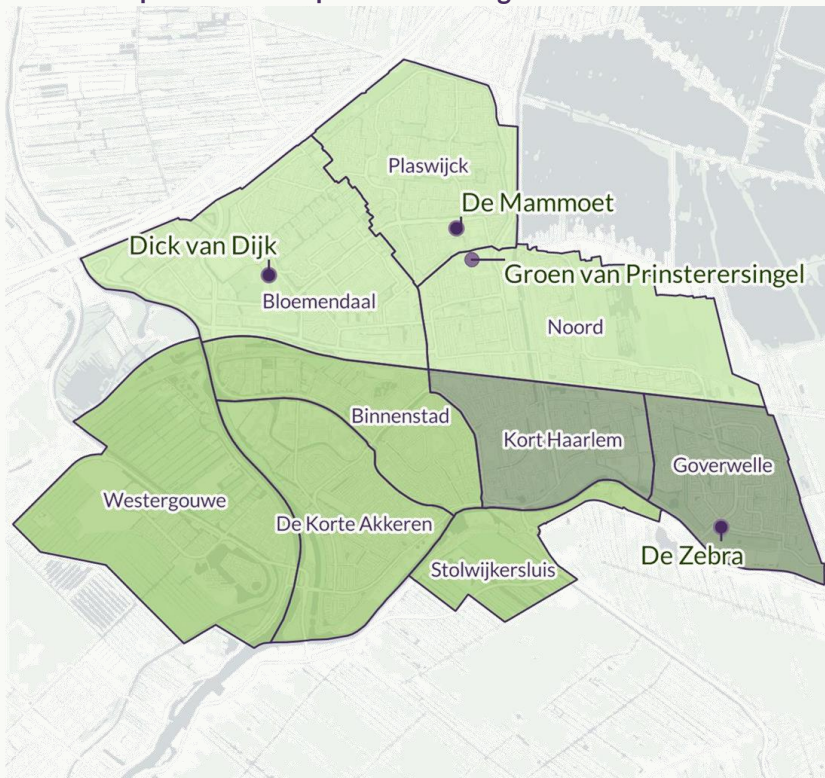 Plaswijck
De Mammoet
Dick van Dijk
Groen van Prinsterersingel
Bloemendaal
Noord
Binnenstad
Kort Haarlem
Goverwelle
Westergouwe
De Korte Akkeren
De Zebra
Stolwijkersluis